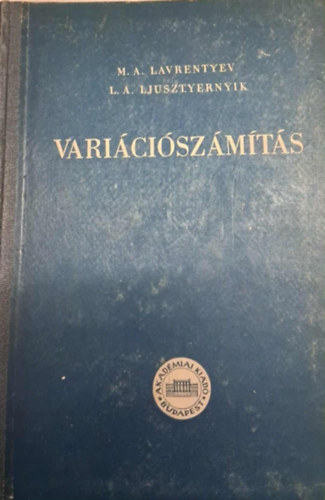 M. A. LAVRENTYEV
L. A. LJUSZTYERNYIK
VARIÁCIÓSZÁMÍTÁS
AKADÉMIAI KIADÓ
BUDAPEST